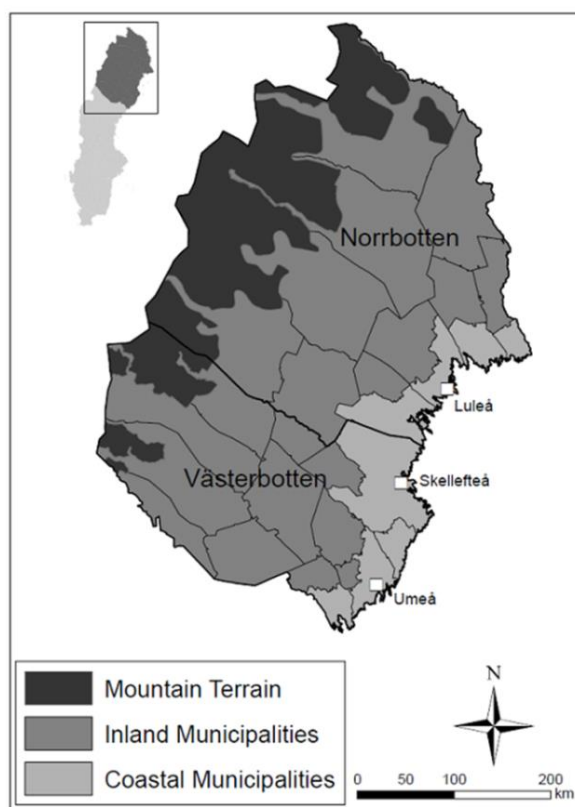 Norrbotten
Luleå
Västerbotten
Skellefteå
Umeå
Mountain Terrain
Inland Municipalities
Coastal Municipalities
N
0 50 100 200
km